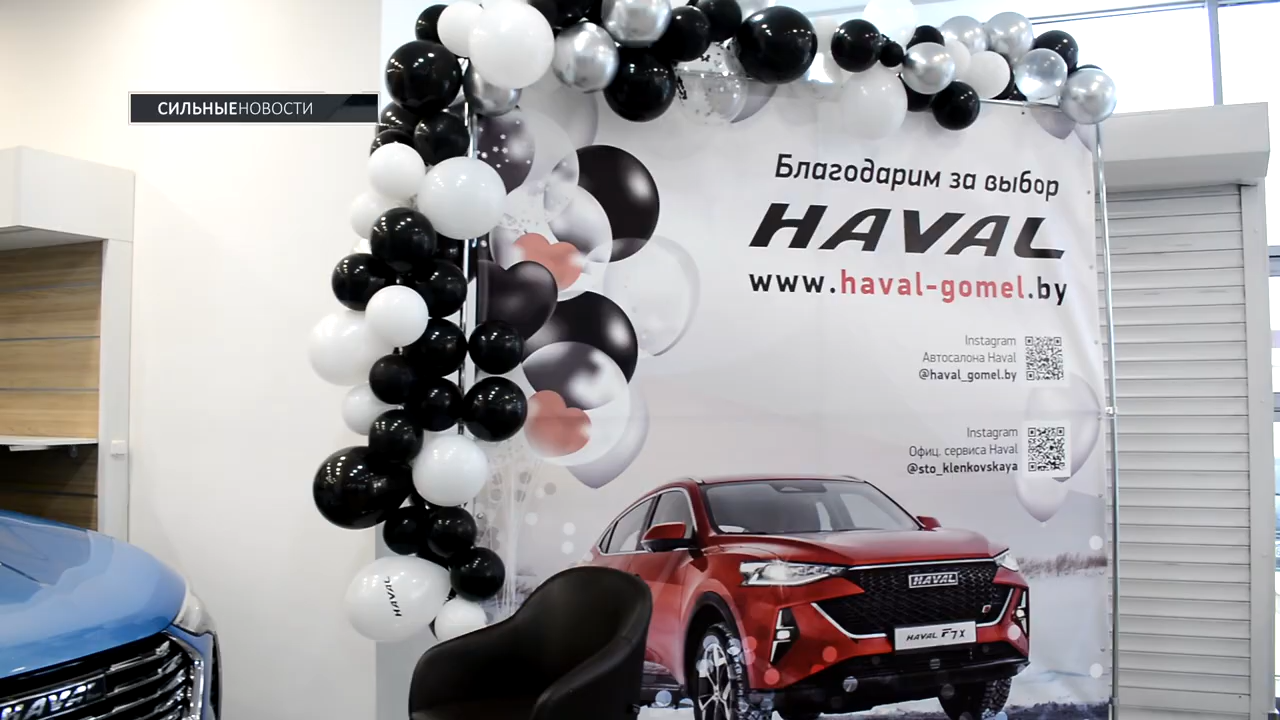 СИЛЬНЫЕНОВОСТИ
Благодарим за выбор
HAVAL
www.haval-gomel.by
Instagram
Автосалона Haval
@haval_gomel.by
Instagram
Офиц. сервиса Haval
@sto_klenkovskaya
HAVAL
HAVAL F7x
HAVAL
HAVAL